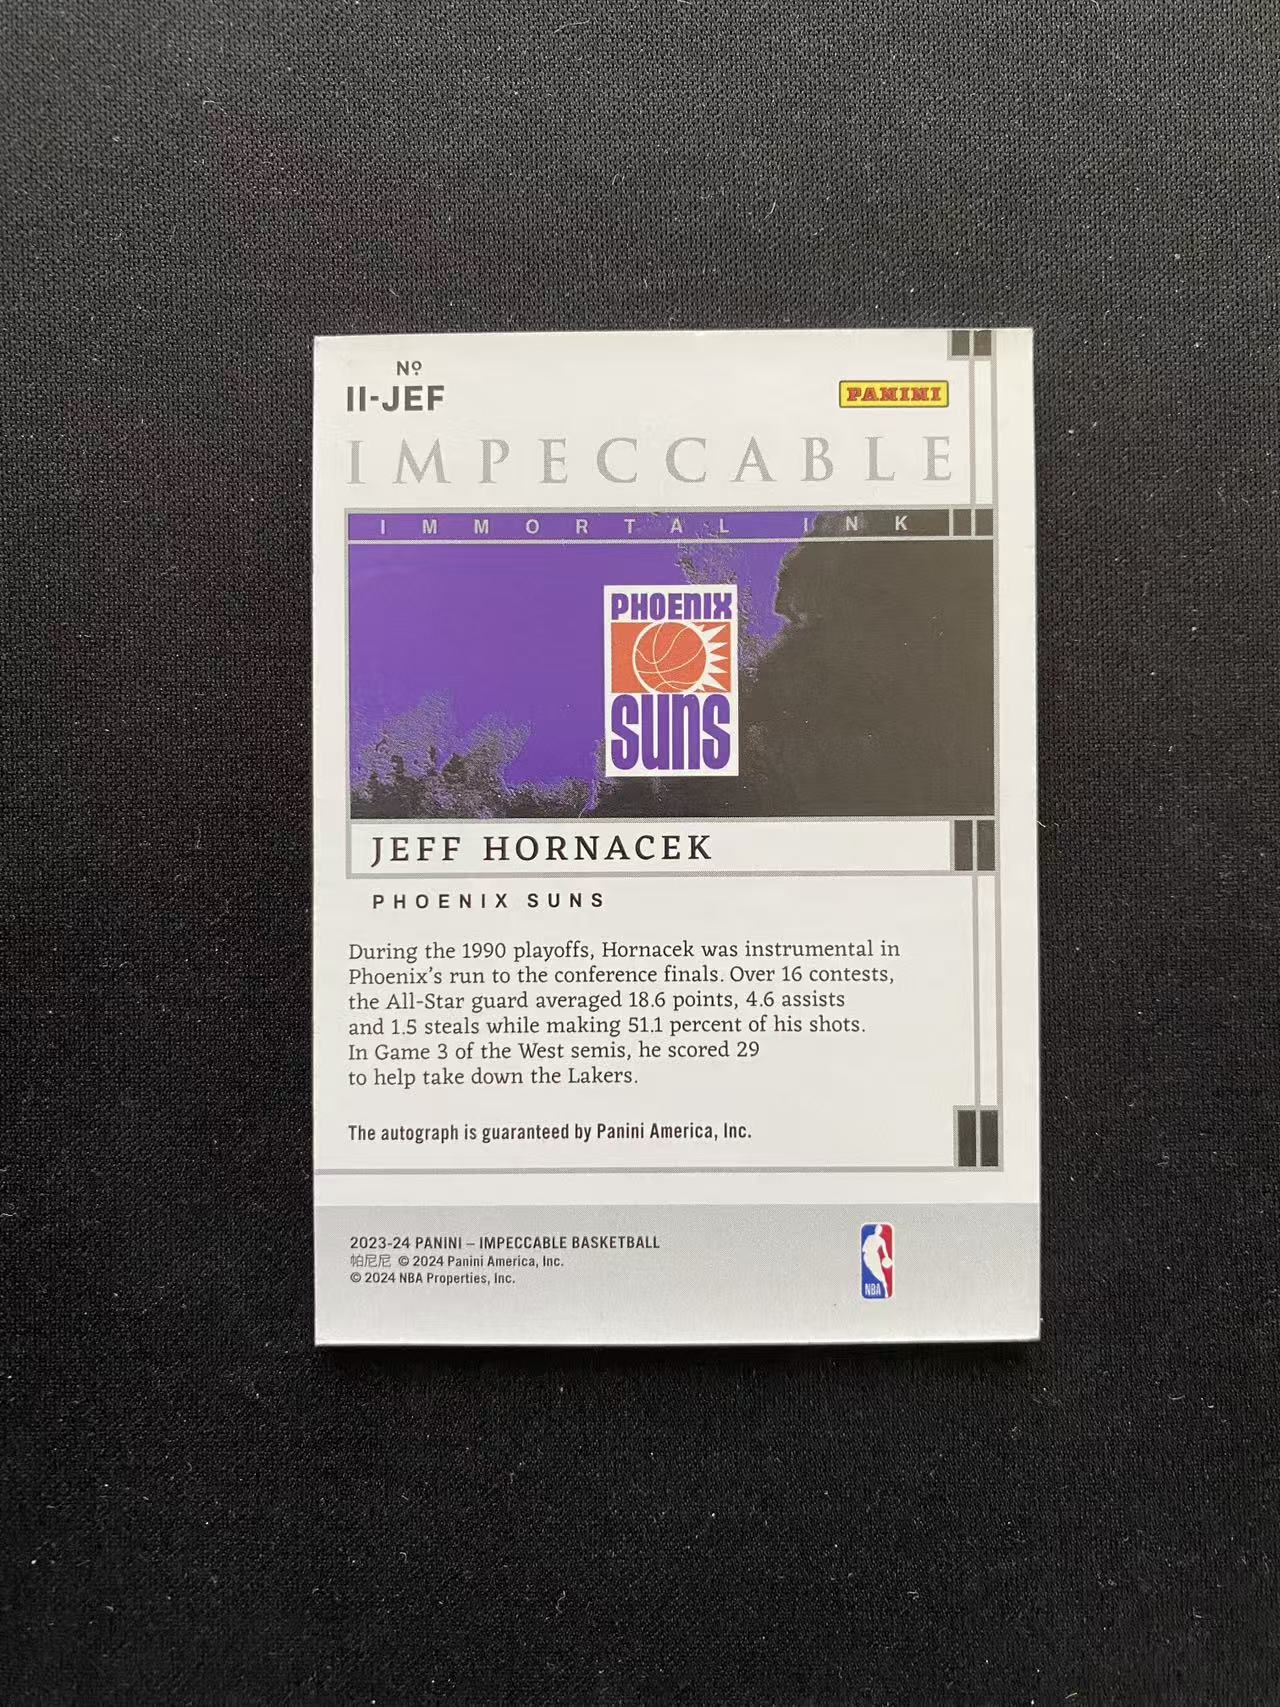 Nº
II-JEF
PANINI
IMPECCABLE
IMMORTAL INK
PHOENIX
SUNS
JEFF HORNACEK
PHOENIX SUNS
During the 1990 playoffs, Hornacek was instrumental in
Phoenix’s run to the conference finals. Over 16 contests,
the All-Star guard averaged 18.6 points, 4.6 assists
and 1.5 steals while making 51.1 percent of his shots.
In Game 3 of the West semis, he scored 29
to help take down the Lakers.
The autograph is guaranteed by Panini America, Inc.
2023-24 PANINI – IMPECCABLE BASKETBALL
帕尼尼 © 2024 Panini America, Inc.
© 2024 NBA Properties, Inc.
NBA